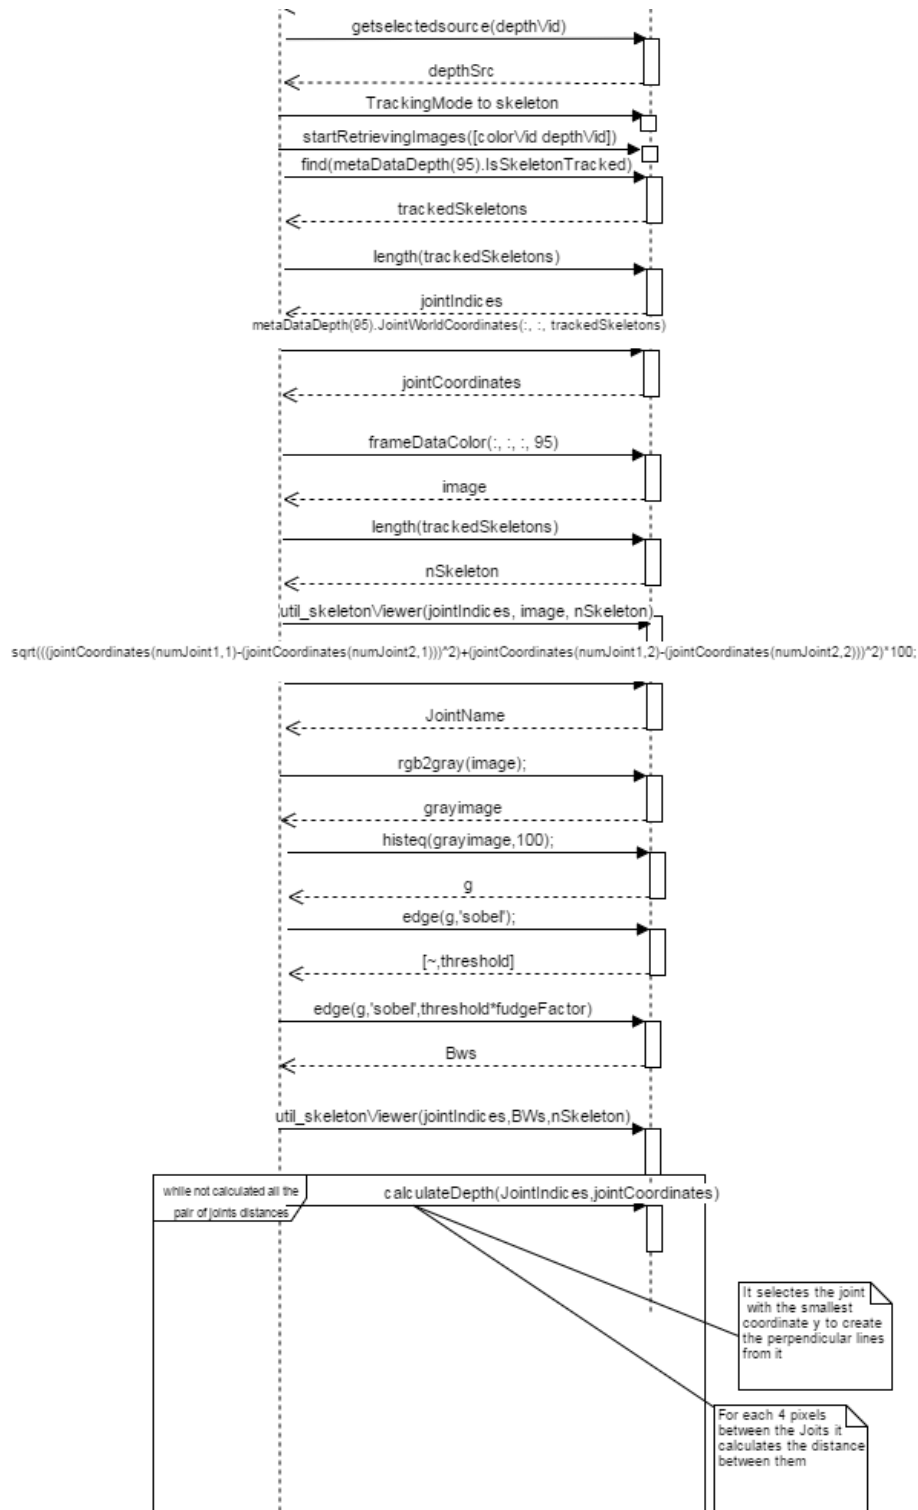 getselectedsource(depthVid)
depthSrc
TrackingMode to skeleton
startRetrievingImages([colorVid depthVid])
find(metaDataDepth(95).IsSkeletonTracked)
trackedSkeletons
length(trackedSkeletons)
jointIndices
metaDataDepth(95).JointWorldCoordinates(:, :, trackedSkeletons)
jointCoordinates
frameDataColor(:, :, :, 95)
image
length(trackedSkeletons)
nSkeleton
util_skeletonViewer(jointIndices, image, nSkeleton)
sqrt(((jointCoordinates(numJoint1,1)-(jointCoordinates(numJoint2,1)))^2)+(jointCoordinates(numJoint1,2)-(jointCoordinates(numJoint2,2)))^2)*100;
JointName
rgb2gray(image);
grayimage
histeq(grayimage,100);
g
edge(g,'sobel');
[~,threshold]
edge(g,'sobel',threshold*fudgeFactor)
Bws
util_skeletonViewer(jointIndices,BWs,nSkeleton)
while not calculated all the
pair of joints distances
calculateDepth(JointIndices,jointCoordinates)
It selectes the joint
with the smallest
coordinate y to create
the perpendicular lines
from it
For each 4 pixels
between the Joits it
calculates the distance
between them